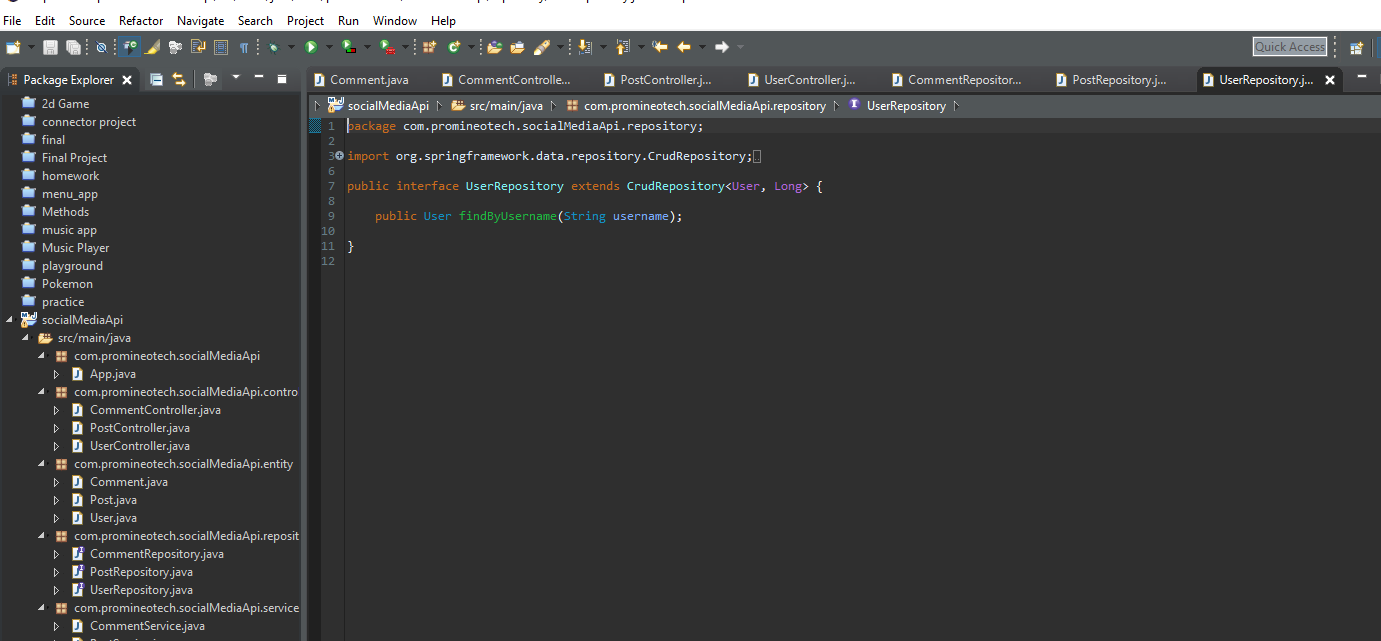 File Edit Source Refactor Navigate Search Project Run Window Help
Quick Access
Package Explorer
Comment.java CommentControlle... PostController.j... UserController.j... CommentRepositor... PostRepository.j... UserRepository.j...
socialMediaApi src/main/java com.promineotech.socialMediaApi.repository UserRepository
2d Game
connector project
final
Final Project
homework
menu_app
Methods
music app
Music Player
playground
Pokemon
practice
socialMediaApi
src/main/java
com.promineotech.socialMediaApi
App.java
com.promineotech.socialMediaApi.contro
CommentController.java
PostController.java
UserController.java
com.promineotech.socialMediaApi.entity
Comment.java
Post.java
User.java
com.promineotech.socialMediaApi.reposit
CommentRepository.java
PostRepository.java
UserRepository.java
com.promineotech.socialMediaApi.service
CommentService.java
1 package com.promineotech.socialMediaApi.repository;
2
3 import org.springframework.data.repository.CrudRepository;
6
7 public interface UserRepository extends CrudRepository<User, Long> {
8
9 public User findByUsername(String username);
10
11 }
12